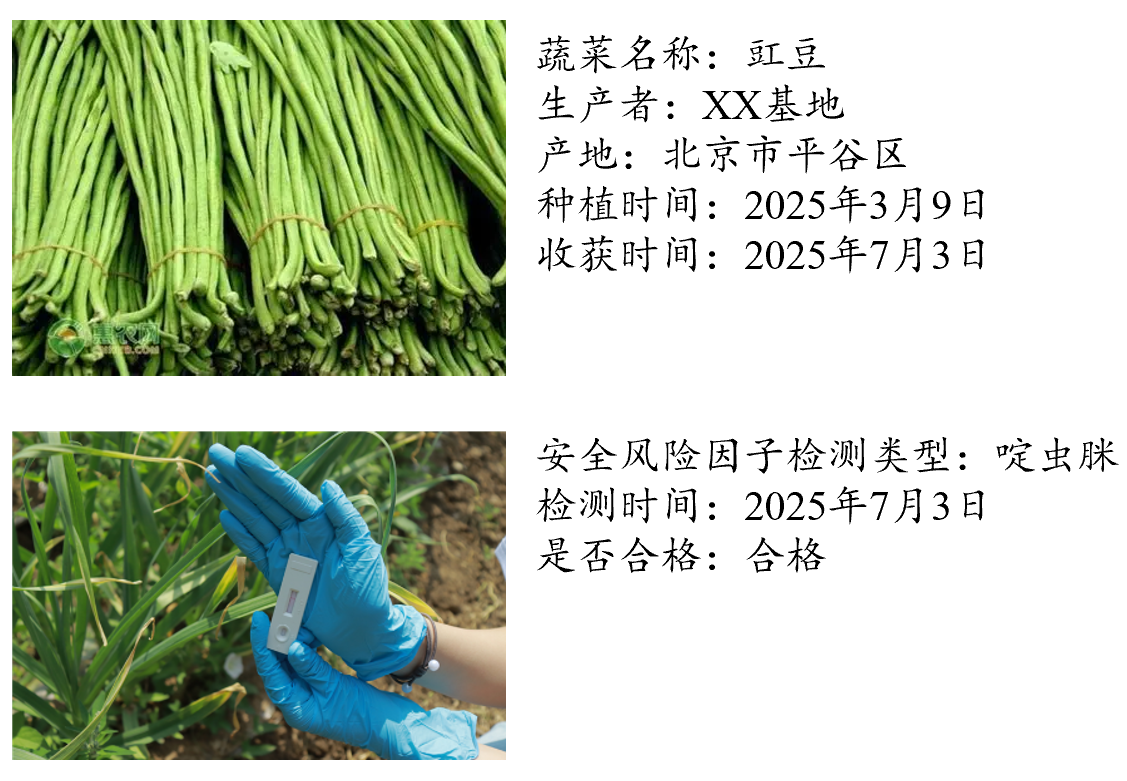 蔬菜名称：豇豆
生产者：XX基地
产地：北京市平谷区
种植时间：2025年3月9日
收获时间：2025年7月3日
惠农网
安全风险因子检测类型：啶虫脒
检测时间：2025年7月3日
是否合格：合格